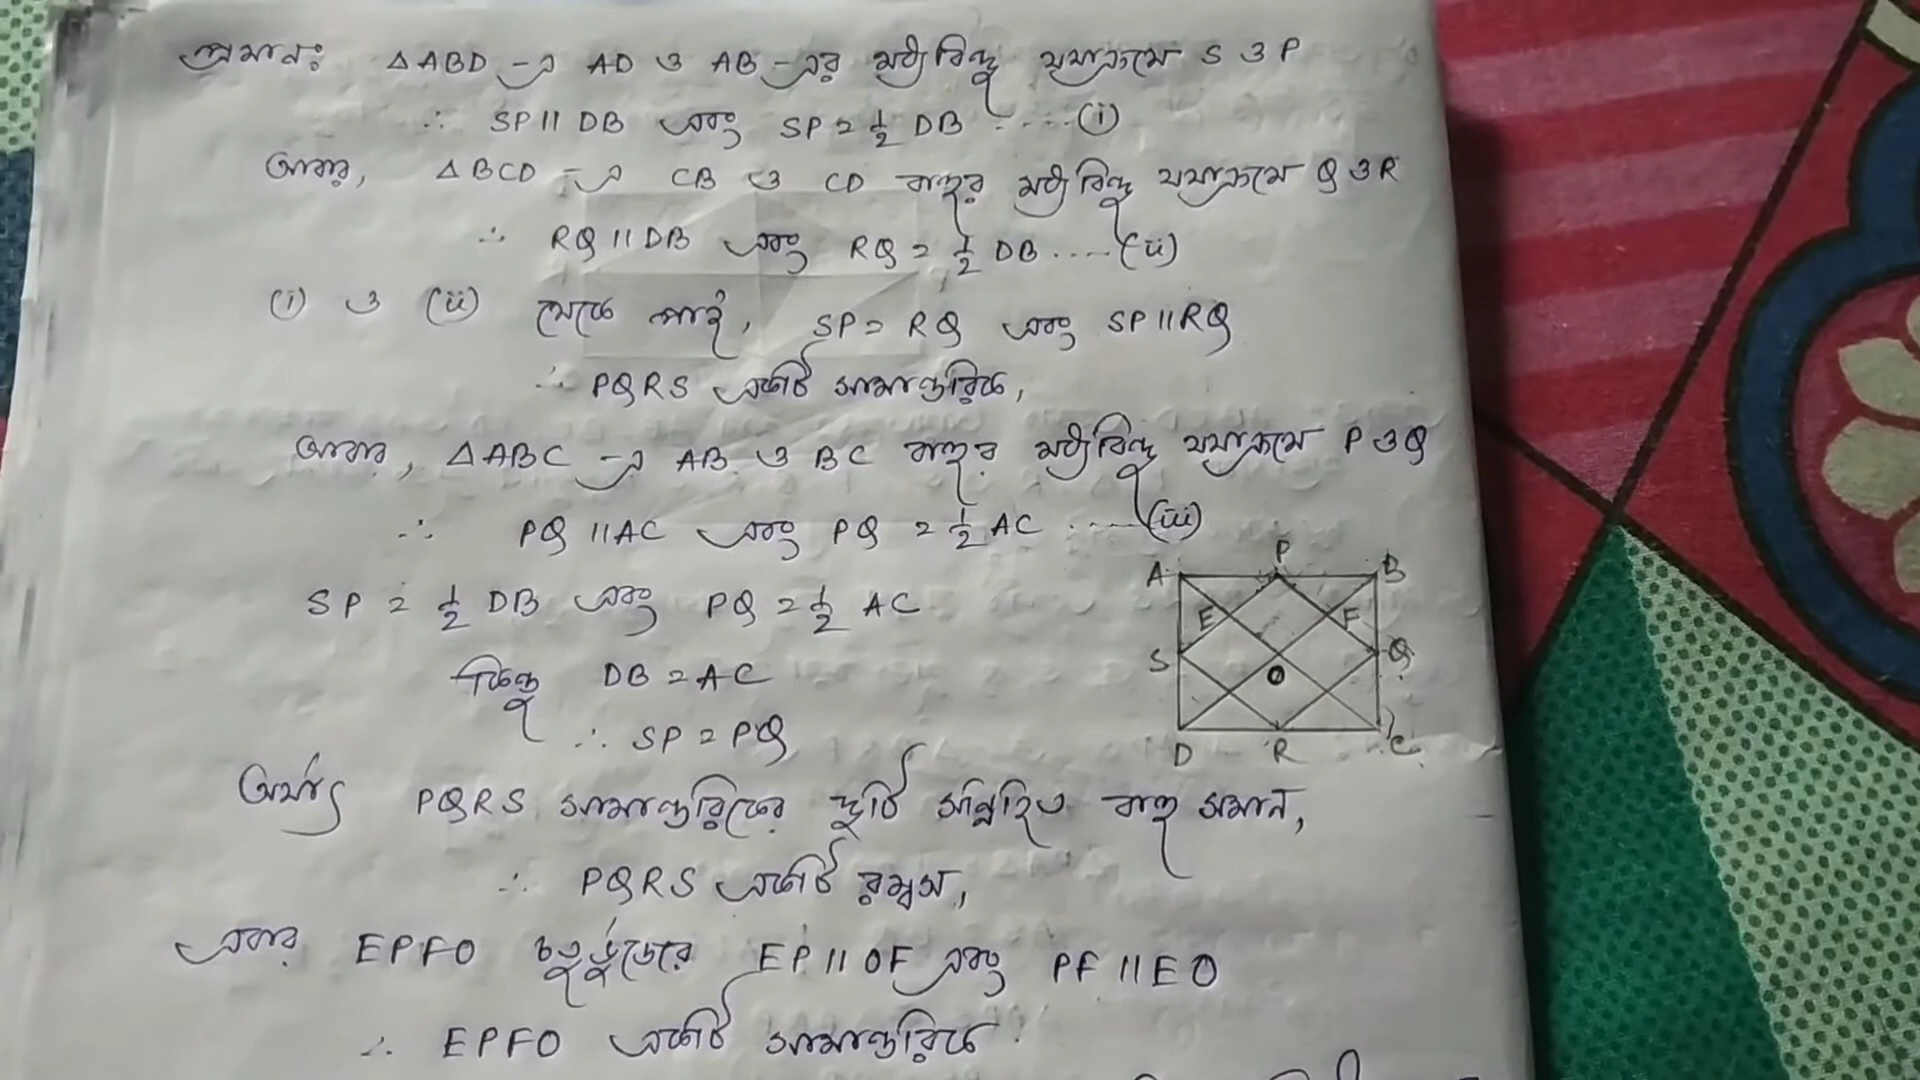 প্রমানঃ ΔABD -এ AD ও AB -এর মধ্যবিন্দু যথাক্রমে S ও P
∴ SP || DB এবং SP = 1/2 DB ..... (i)
আবার, ΔBCD -এ CB ও CD বাহুর মধ্যবিন্দু যথাক্রমে Q ও R
∴ RQ || DB এবং RQ = 1/2 DB .... (ii)
(i) ও (ii) থেকে পাই, SP = RQ এবং SP || RQ
∴ PQRS একটি সামান্তরিক,
আবার, ΔABC -এ AB ও BC বাহুর মধ্যবিন্দু যথাক্রমে P ও Q
∴ PQ || AC এবং PQ = 1/2 AC ..... (iii)
SP = 1/2 DB এবং PQ = 1/2 AC
কিন্তু DB = AC
∴ SP = PQ
A P B
E F
S O Q
D R C
অর্থাৎ PQRS সামান্তরিকের দুটি সন্নিহিত বাহু সমান,
∴ PQRS একটি রম্বস,
এবার EPFO চতুর্ভুজের EP || OF এবং PF || EO
∴ EPFO একটি সামান্তরিক